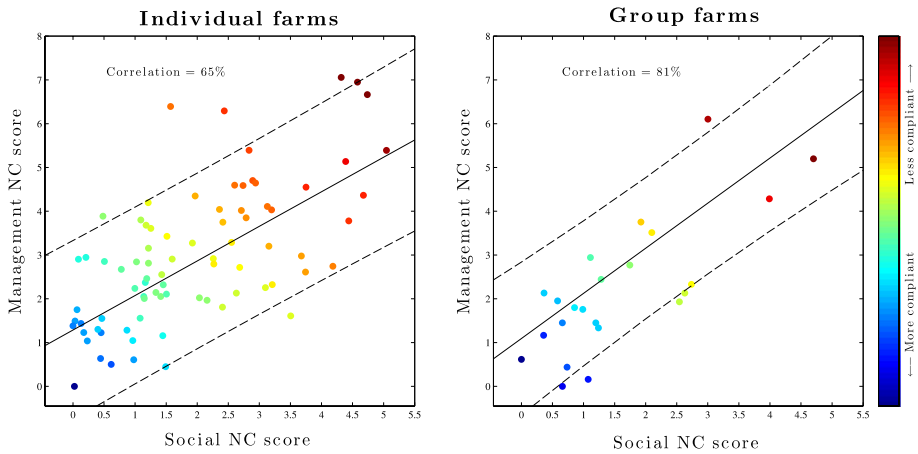 Individual farms
Group farms
Correlation = 65%
Correlation = 81%
Management NC score
8
7
6
5
4
3
2
1
0
0 0.5 1 1.5 2 2.5 3 3.5 4 4.5 5 5.5
Social NC score
Management NC score
8
7
6
5
4
3
2
1
0
0 0.5 1 1.5 2 2.5 3 3.5 4 4.5 5 5.5
Social NC score
⟵ More compliant Less compliant ⟶